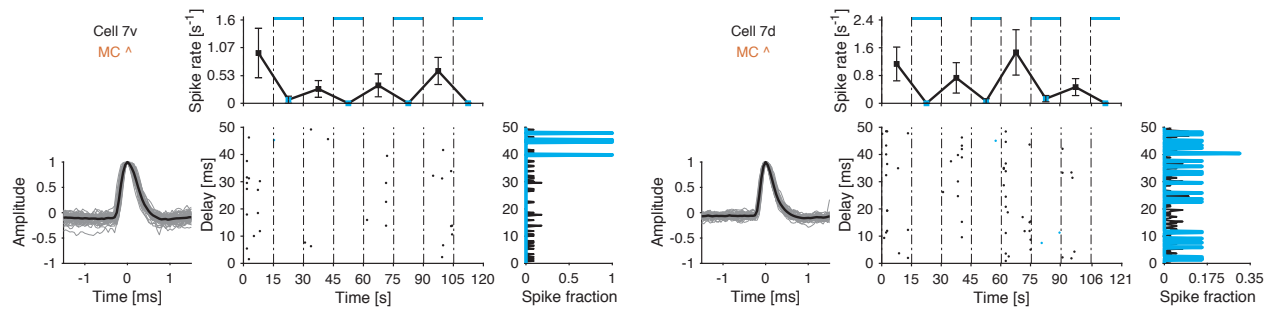 Cell 7v
MC ^
Spike rate [s⁻¹]
1.6
1.07
0.53
0
Amplitude
1
0.5
0
-0.5
-1
-1 0 1
Time [ms]
Delay [ms]
50
40
30
20
10
0
0 15 30 45 60 75 90 105 120
Time [s]
50
40
30
20
10
0
0 0.5 1
Spike fraction
Cell 7d
MC ^
Spike rate [s⁻¹]
2.4
1.6
0.8
0
Amplitude
1
0.5
0
-0.5
-1
-1 0 1
Time [ms]
Delay [ms]
50
40
30
20
10
0
0 15 30 45 60 75 90 105 121
Time [s]
50
40
30
20
10
0
0 0.175 0.35
Spike fraction